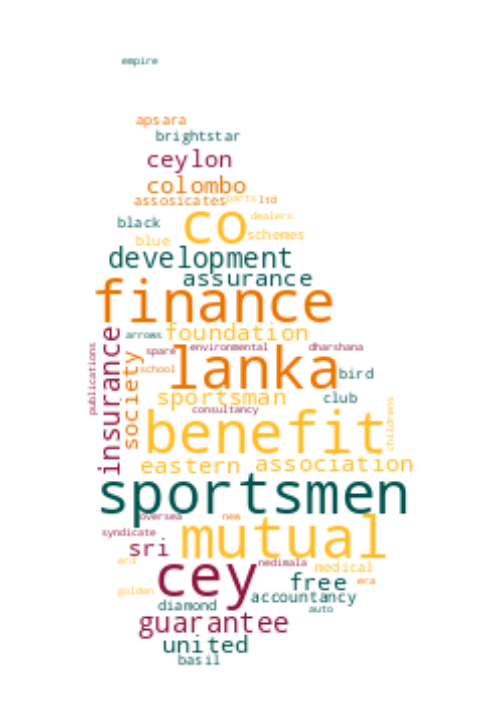 empire
apsara
brightstar
ceylon
colombo
assosicates parts ltd
black co dealers
blue schemes
development
assurance
finance
arrows foundation
insurance society spare environmental dharshana
publications school lanka bird
sportsman club
consultancy
benefit childrens
eastern association
sportsmen
oversea new
syndicate mutual
sri nedimala
erd cey medical
golden free era
diamond accountancy
guarantee auto
united
basil